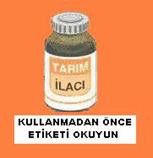 TARIM
İLACI
KULLANMADAN ÖNCE
ETİKETİ OKUYUN